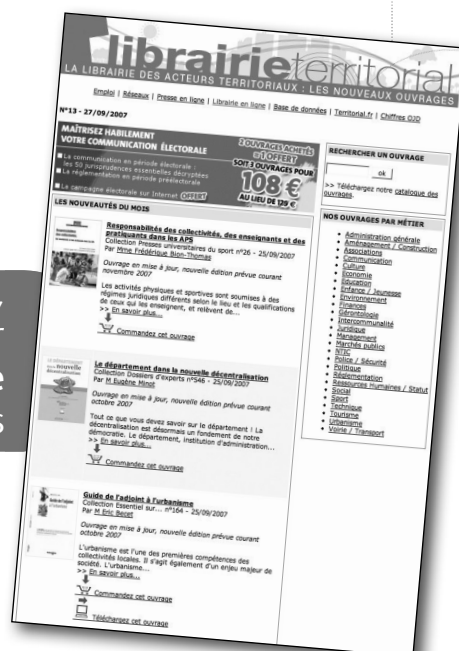 librairieterritorial
LA LIBRAIRIE DES ACTEURS TERRITORIAUX : LES NOUVEAUX OUVRAGES
Emploi | Réseaux | Presse en ligne | Librairie en ligne | Base de données | Territorial.fr | Chiffres OJD
N°13 - 27/09/2007
MAÎTRISEZ HABILEMENT
VOTRE COMMUNICATION ÉLECTORALE
La communication en période électorale :
les 50 jurisprudences essentielles décryptées
La réglementation en période préélectorale
La campagne électorale sur Internet OFFERT
2 OUVRAGES ACHETÉS
=1 OFFERT
SOIT 3 OUVRAGES POUR
108 €
AU LIEU DE 129 €
LES NOUVEAUTÉS DU MOIS
Responsabilités des collectivités, des enseignants et des
pratiquants dans les APS
Collection Presses universitaires du sport n°26 - 25/09/2007
Par Mme Frédérique Bion-Thomas
Ouvrage en mise à jour, nouvelle édition prévue courant
novembre 2007
Les activités physiques et sportives sont soumises à des
régimes juridiques différents selon le lieu et les qualifications
de ceux qui les enseignent, et relèvent de...
>> En savoir plus...
Commandez cet ouvrage
Le département dans la nouvelle décentralisation
Collection Dossiers d'experts n°546 - 25/09/2007
Par M Eugène Minot
Ouvrage en mise à jour, nouvelle édition prévue courant
octobre 2007
Tout ce que vous devez savoir sur le département ! La
décentralisation est désormais un fondement de notre
démocratie. Le département, institution d'administration...
>> En savoir plus...
Commandez cet ouvrage
Guide de l'adjoint à l'urbanisme
Collection Essentiel sur... n°164 - 25/09/2007
Par M Eric Becet
Ouvrage en mise à jour, nouvelle édition prévue courant
octobre 2007
L'urbanisme est l'une des premières compétences des
collectivités locales. Il s'agit également d'un enjeu majeur de
société. L'urbanisme...
>> En savoir plus...
Commandez cet ouvrage
Téléchargez cet ouvrage
RECHERCHER UN OUVRAGE
ok
>> Téléchargez notre catalogue des
ouvrages.
NOS OUVRAGES PAR MÉTIER
Administration générale
Aménagement / Construction
Associations
Communication
Culture
Economie
Education
Enfance / Jeunesse
Environnement
Finances
Gérontologie
Intercommunalité
Juridique
Management
Marchés publics
NTIC
Police / Sécurité
Politique
Réglementation
Ressources Humaines / Statut
Social
Sport
Technique
Tourisme
Urbanisme
Voirie / Transport